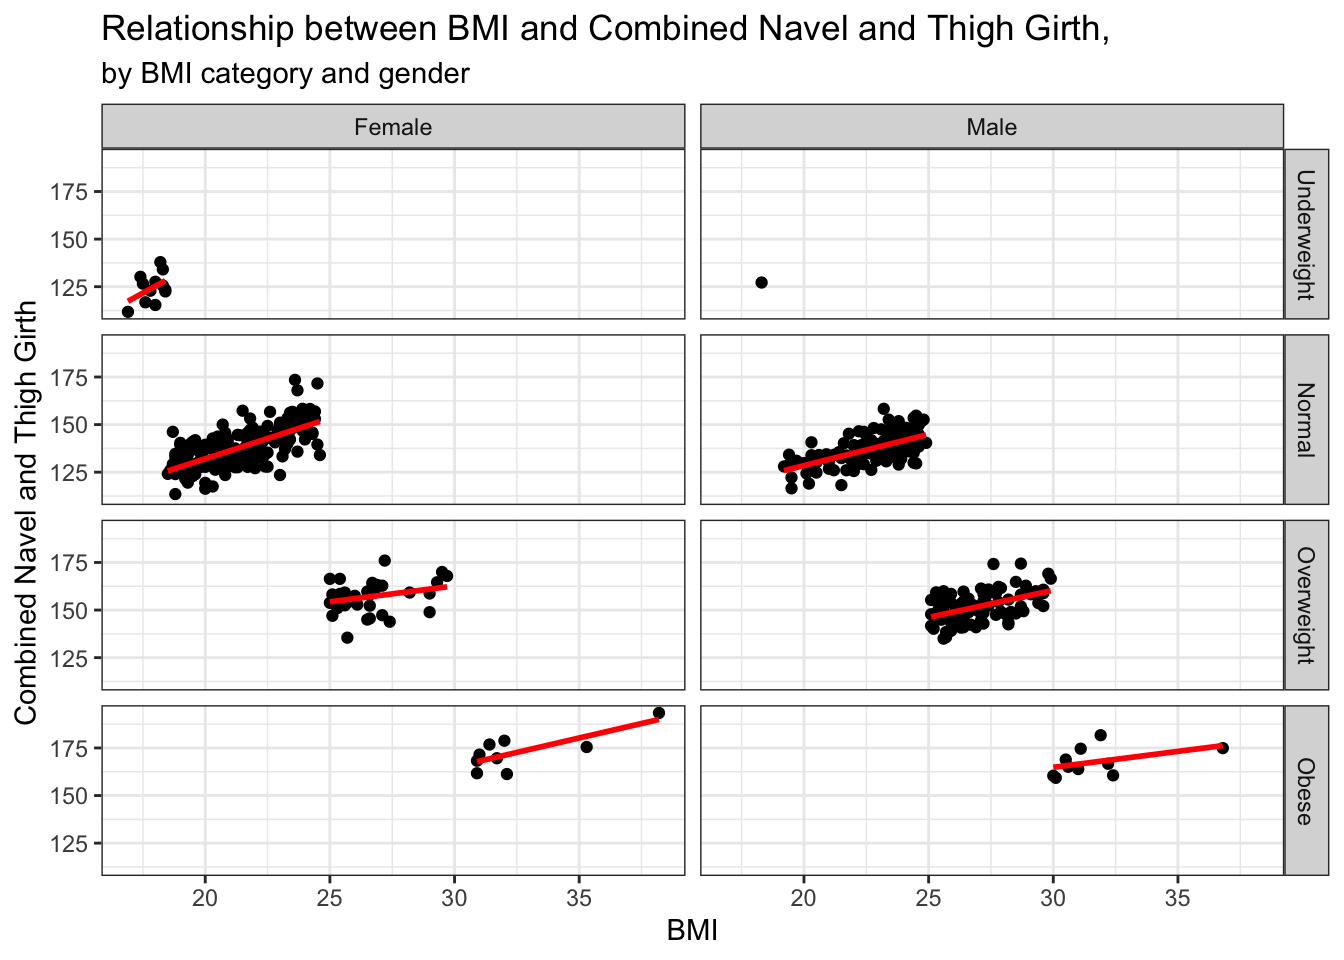 Relationship between BMI and Combined Navel and Thigh Girth,
by BMI category and gender
Female
Male
Combined Navel and Thigh Girth
175
150
125
Underweight
175
150
125
Normal
175
150
125
Overweight
175
150
125
Obese
20 25 30 35
20 25 30 35
BMI